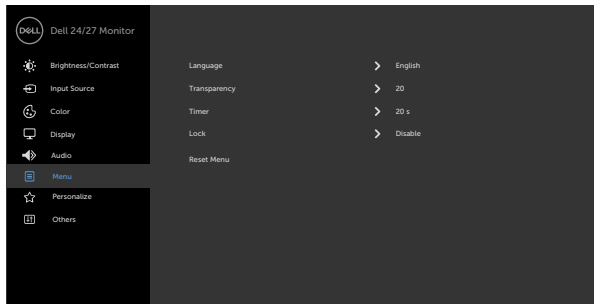 DELL Dell 24/27 Monitor
Brightness/Contrast Language English
Input Source Transparency 20
Color Timer 20 s
Display Lock Disable
Audio Reset Menu
Menu
Personalize
Others